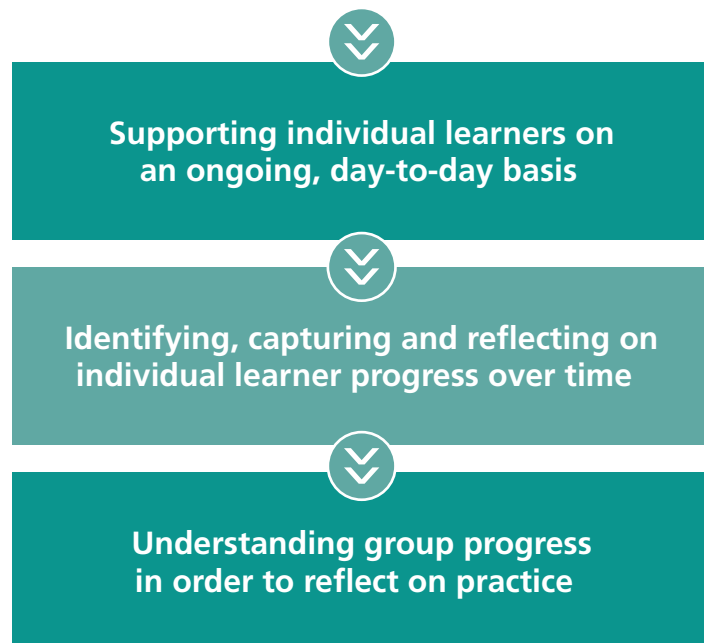 Supporting individual learners on
an ongoing, day-to-day basis
Identifying, capturing and reflecting on
individual learner progress over time
Understanding group progress
in order to reflect on practice